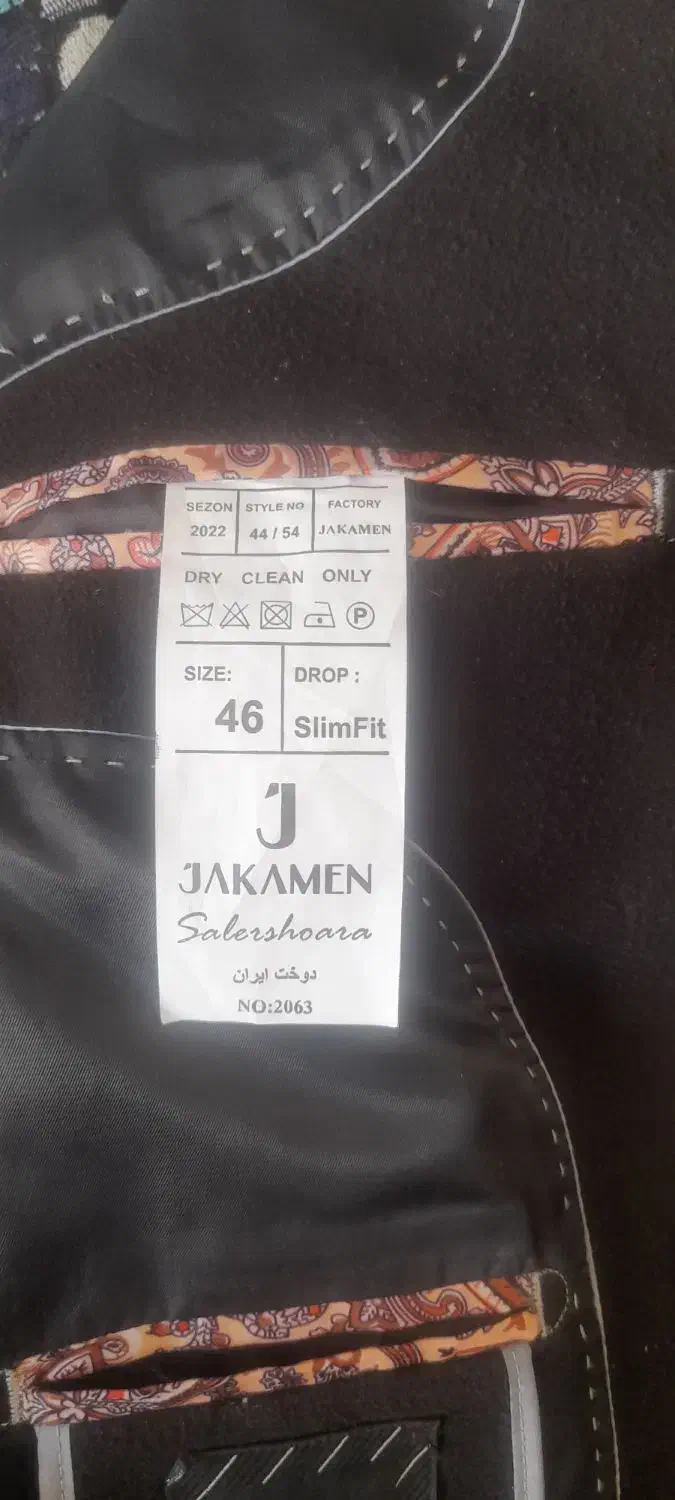 SEZON STYLE NO FACTORY
2022 44 / 54 JAKAMEN
DRY CLEAN ONLY
P
SIZE: DROP :
46 SlimFit
J
JAKAMEN
Salershoara
دوخت ایران
NO:2063